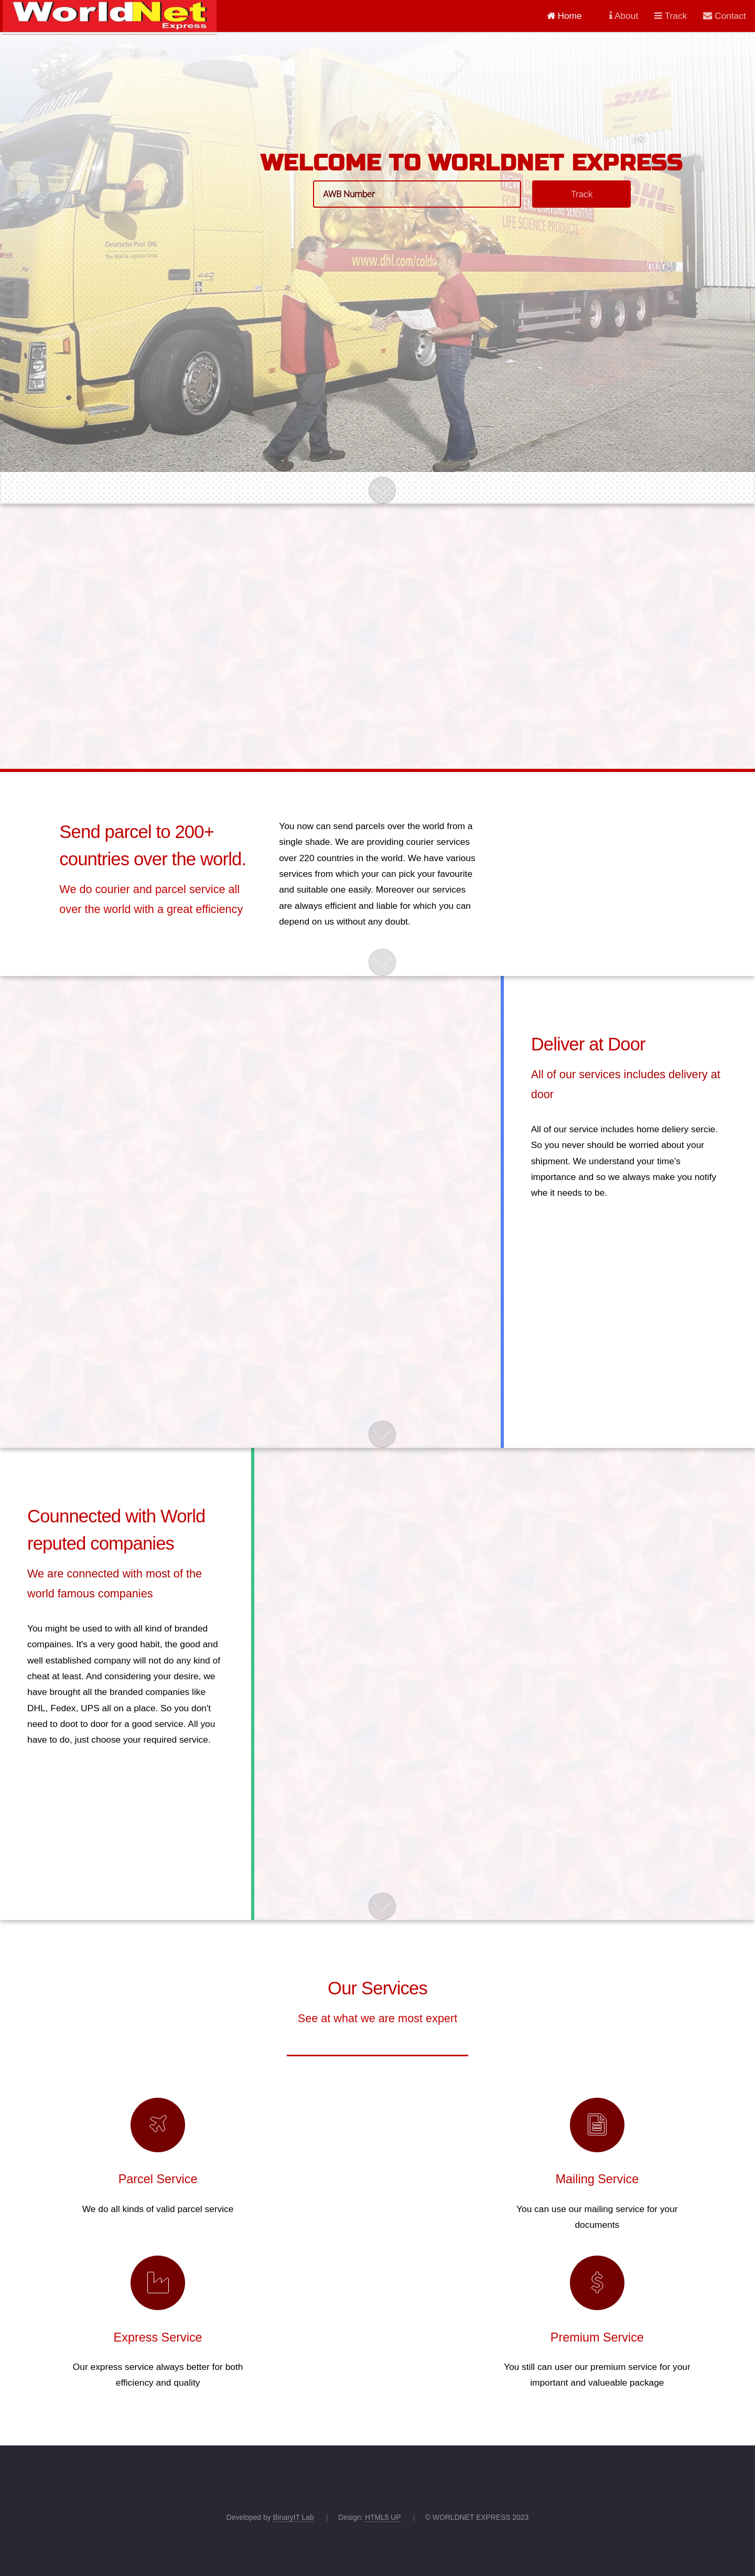 WorldNet
Express
Home
About
Track
Contact
DHL
WELCOME TO WORLDNET EXPRESS
AWB Number
Track
Deutsche Post DHL
The Mail & Logistics Group
LIFE SCIENCE PRODUCTS
COLDCHAIN
Send parcel to 200+
countries over the world.
We do courier and parcel service all
over the world with a great efficiency
You now can send parcels over the world from a
single shade. We are providing courier services
over 220 countries in the world. We have various
services from which your can pick your favourite
and suitable one easily. Moreover our services
are always efficient and liable for which you can
depend on us without any doubt.
Deliver at Door
All of our services includes delivery at
door
All of our service includes home deliery sercie.
So you never should be worried about your
shipment. We understand your time's
importance and so we always make you notify
whe it needs to be.
Counnected with World
reputed companies
We are connected with most of the
world famous companies
You might be used to with all kind of branded
compaines. It's a very good habit, the good and
well established company will not do any kind of
cheat at least. And considering your desire, we
have brought all the branded companies like
DHL, Fedex, UPS all on a place. So you don't
need to doot to door for a good service. All you
have to do, just choose your required service.
Our Services
See at what we are most expert
Parcel Service
We do all kinds of valid parcel service
Mailing Service
You can use our mailing service for your
documents
Express Service
Our express service always better for both
efficiency and quality
Premium Service
You still can user our premium service for your
important and valueable package
Developed by BinaryIT Lab | Design: HTML5 UP | © WORLDNET EXPRESS 2023